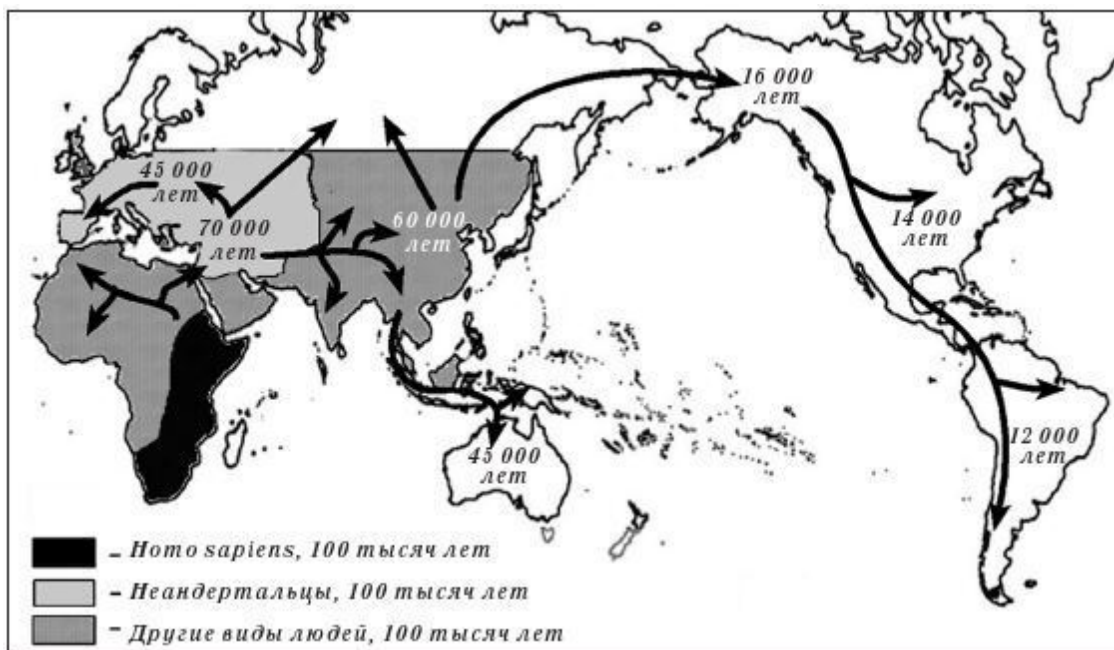 16 000
лет
45 000
лет
70 000
лет
60 000
лет
14 000
лет
45 000
лет
12 000
лет
– Homo sapiens, 100 тысяч лет
– Неандертальцы, 100 тысяч лет
– Другие виды людей, 100 тысяч лет